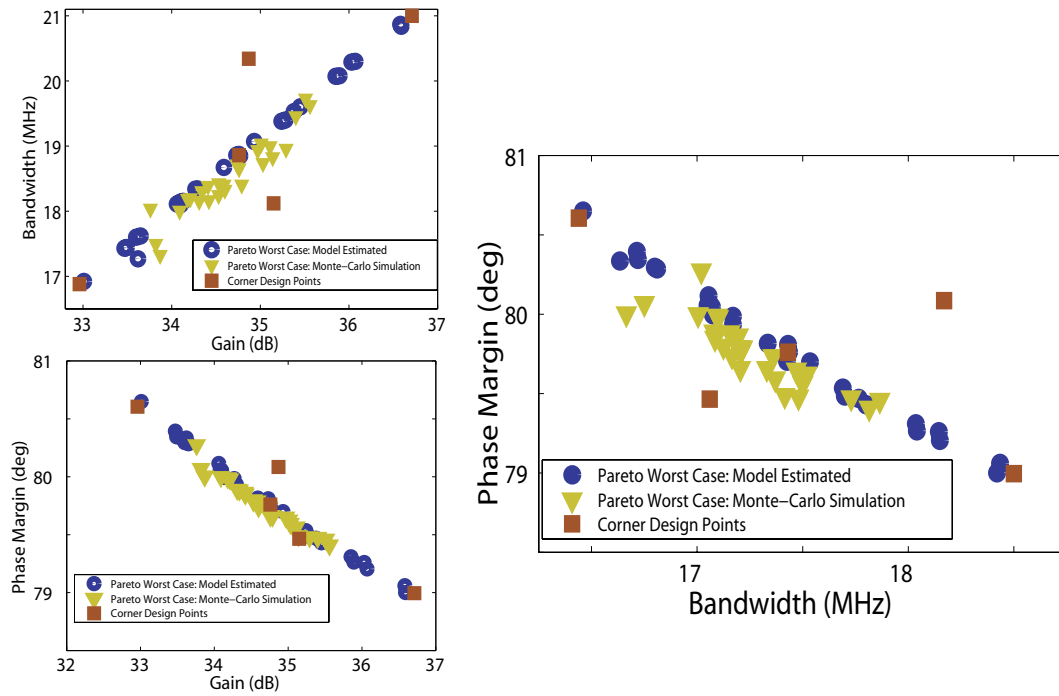 21
20
19
18
17
Bandwidth (MHz)
Pareto Worst Case: Model Estimated
Pareto Worst Case: Monte−Carlo Simulation
Corner Design Points
33
34
35
36
37
Gain (dB)
81
80
79
Phase Margin (deg)
Pareto Worst Case: Model Estimated
Pareto Worst Case: Monte−Carlo Simulation
Corner Design Points
32
33
34
35
36
37
Gain (dB)
81
80
79
Phase Margin (deg)
Pareto Worst Case: Model Estimated
Pareto Worst Case: Monte−Carlo Simulation
Corner Design Points
17
18
Bandwidth (MHz)